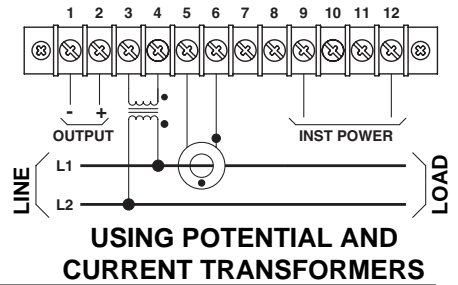 1 2 3 4 5 6 7 8 9 10 11 12
- +
OUTPUT
INST POWER
LINE
L1
L2
LOAD
USING POTENTIAL AND
CURRENT TRANSFORMERS